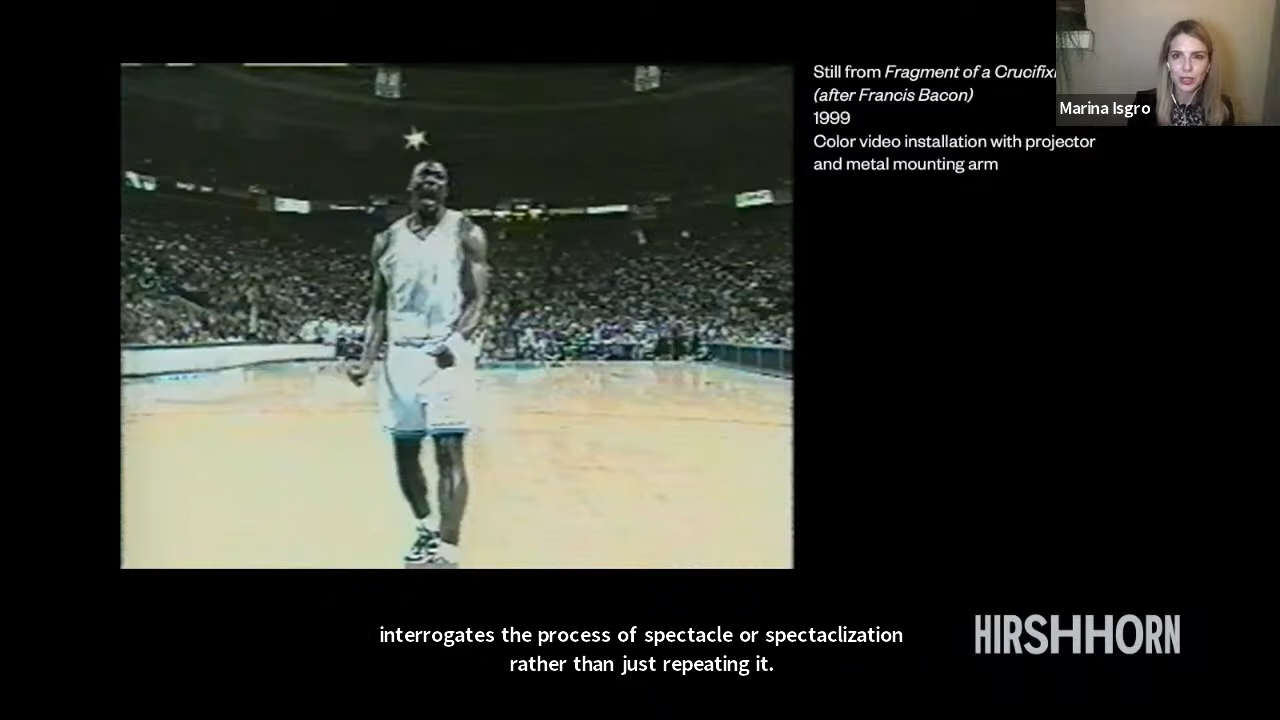 Still from Fragment of a Crucifixi
(after Francis Bacon)
1999
Color video installation with projector
and metal mounting arm
Marina Isgro
interrogates the process of spectacle or spectaclization
rather than just repeating it.
HIRSHHORN